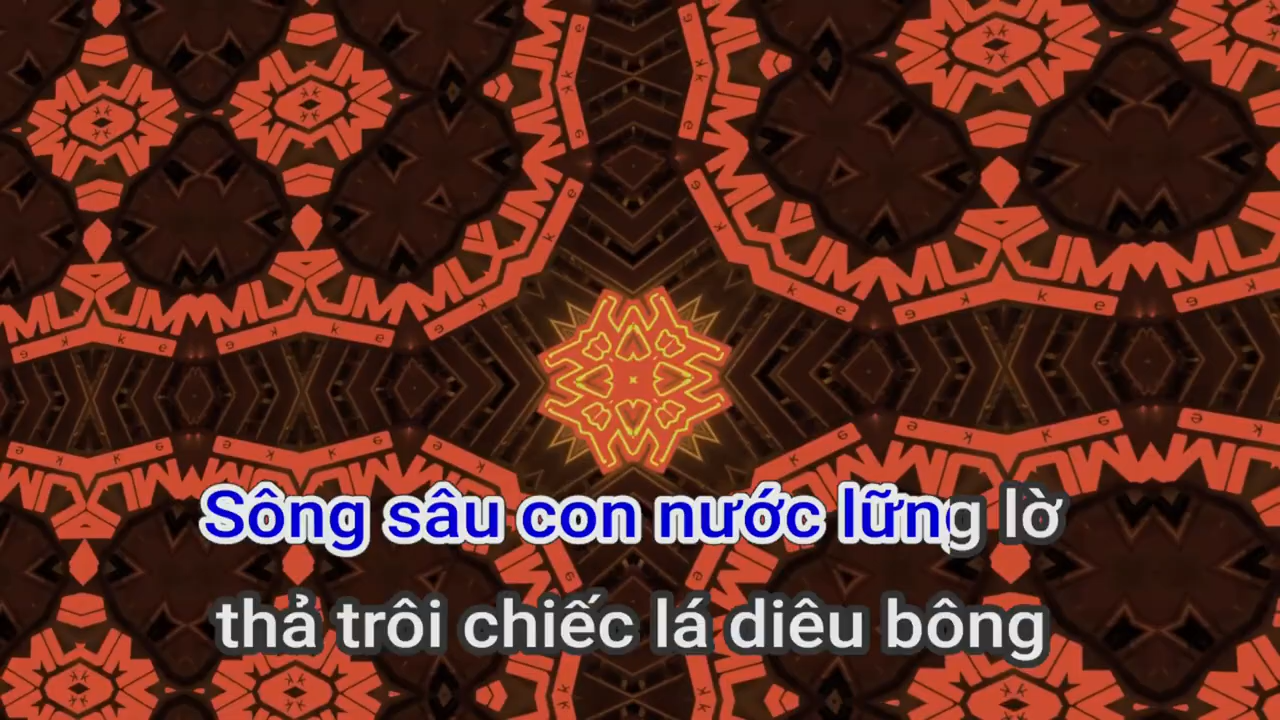 Sông sâu con nước lững lờ
thả trôi chiếc lá diêu bông